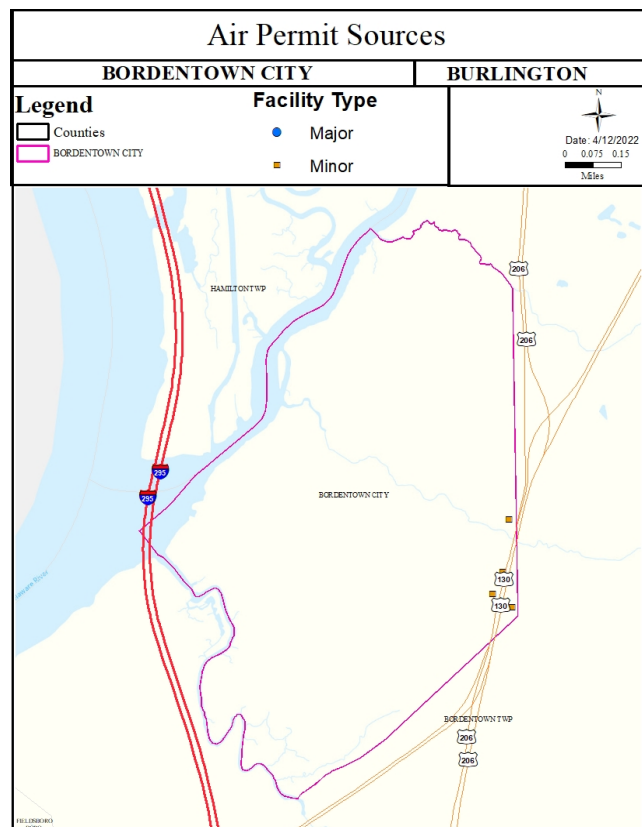 Air Permit Sources
BORDENTOWN CITY
BURLINGTON
Legend
Facility Type
Counties
BORDENTOWN CITY
Major
Minor
N
Date: 4/12/2022
0 0.075 0.15
Miles
HAMILTON TWP
206
206
295
295
BORDENTOWN CITY
130
130
River
BORDENTOWN TWP
206
206
FIELDSBORO